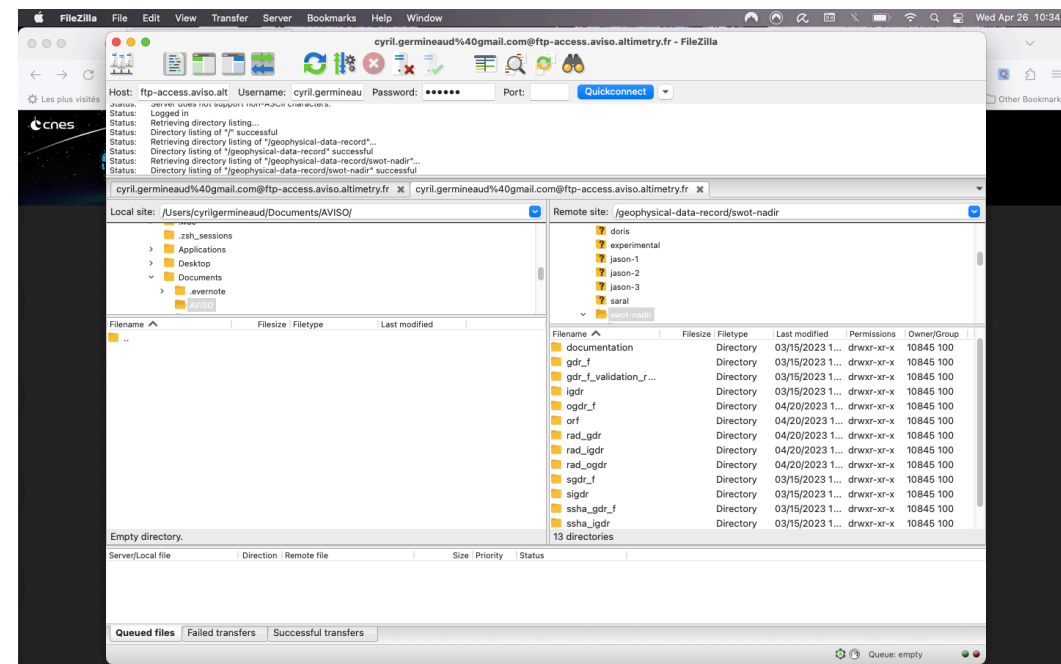 FileZilla File Edit View Transfer Server Bookmarks Help Window Wed Apr 26 10:34
cyril.germineaud%40gmail.com@ftp-access.aviso.altimetry.fr - FileZilla
Host: ftp-access.aviso.alt Username: cyril.germineau Password: •••••• Port: Quickconnect
Les plus visités
Other Bookmark
cnes
Status: Server does not support non-ASCII characters.
Status: Logged in
Status: Retrieving directory listing...
Status: Directory listing of "/" successful
Status: Retrieving directory listing of "/geophysical-data-record"...
Status: Directory listing of "/geophysical-data-record" successful
Status: Retrieving directory listing of "/geophysical-data-record/swot-nadir"...
Status: Directory listing of "/geophysical-data-record/swot-nadir" successful
cyril.germineaud%40gmail.com@ftp-access.aviso.altimetry.fr cyril.germineaud%40gmail.com@ftp-access.aviso.altimetry.fr
Local site: /Users/cyrilgermineaud/Documents/AVISO/
.zsh_sessions
Applications
Desktop
Documents
.evernote
AVISO
Filename Filesize Filetype Last modified
..
Empty directory.
Remote site: /geophysical-data-record/swot-nadir
doris
experimental
jason-1
jason-2
jason-3
saral
swot-nadir
Filename Filesize Filetype Last modified Permissions Owner/Group
documentation Directory 03/15/2023 1... drwxr-xr-x 10845 100
gdr_f Directory 03/15/2023 1... drwxr-xr-x 10845 100
gdr_f_validation_r... Directory 03/15/2023 1... drwxr-xr-x 10845 100
igdr Directory 03/15/2023 1... drwxr-xr-x 10845 100
ogdr_f Directory 04/20/2023 1... drwxr-xr-x 10845 100
orf Directory 04/20/2023 1... drwxr-xr-x 10845 100
rad_gdr Directory 04/20/2023 1... drwxr-xr-x 10845 100
rad_igdr Directory 04/20/2023 1... drwxr-xr-x 10845 100
rad_ogdr Directory 04/20/2023 1... drwxr-xr-x 10845 100
sgdr_f Directory 03/15/2023 1... drwxr-xr-x 10845 100
sigdr Directory 03/15/2023 1... drwxr-xr-x 10845 100
ssha_gdr_f Directory 03/15/2023 1... drwxr-xr-x 10845 100
ssha_igdr Directory 03/15/2023 1... drwxr-xr-x 10845 100
13 directories
Server/Local file Direction Remote file Size Priority Status
Queued files Failed transfers Successful transfers
Queue: empty